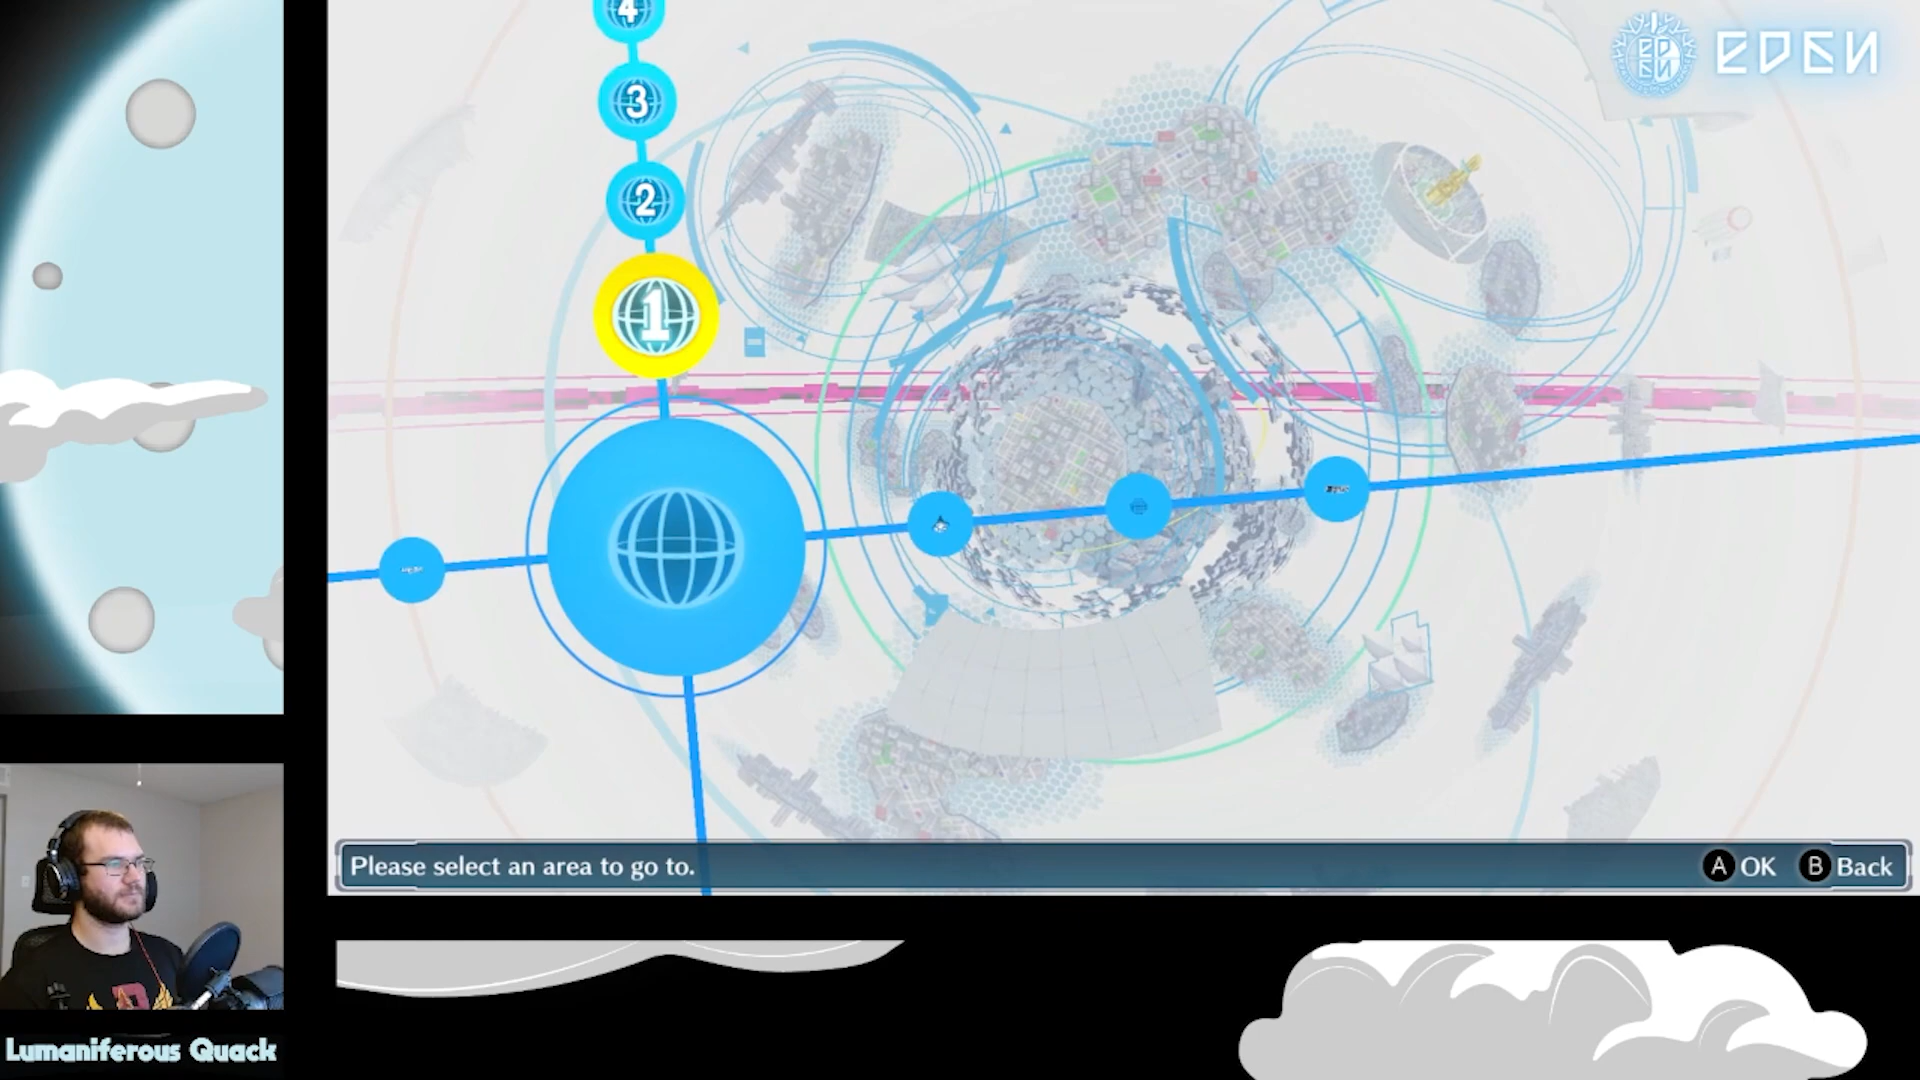 4
3
2
1
EDEN
Please select an area to go to.
A OK B Back
Lumaniferous Quack